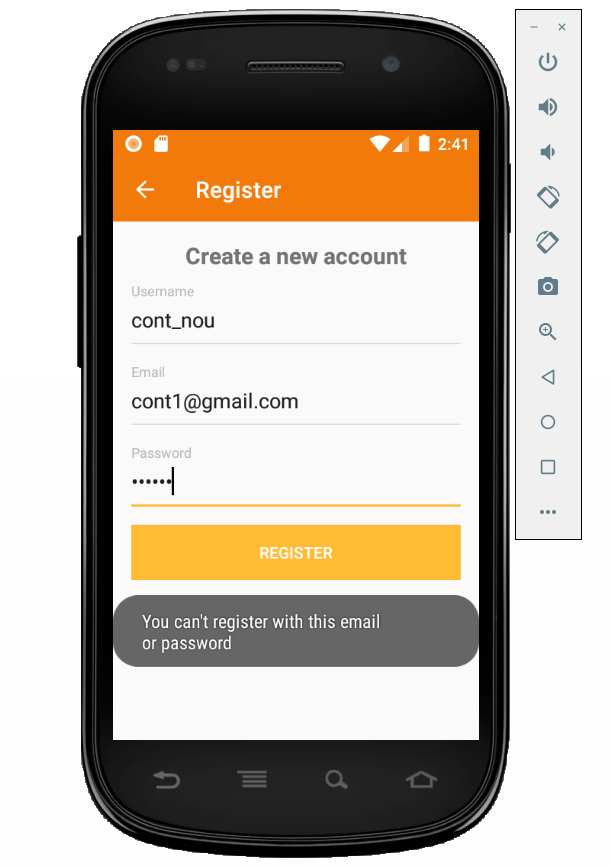 2:41
Register
Create a new account
Username
cont_nou
Email
cont1@gmail.com
Password
••••••
REGISTER
You can't register with this email
or password